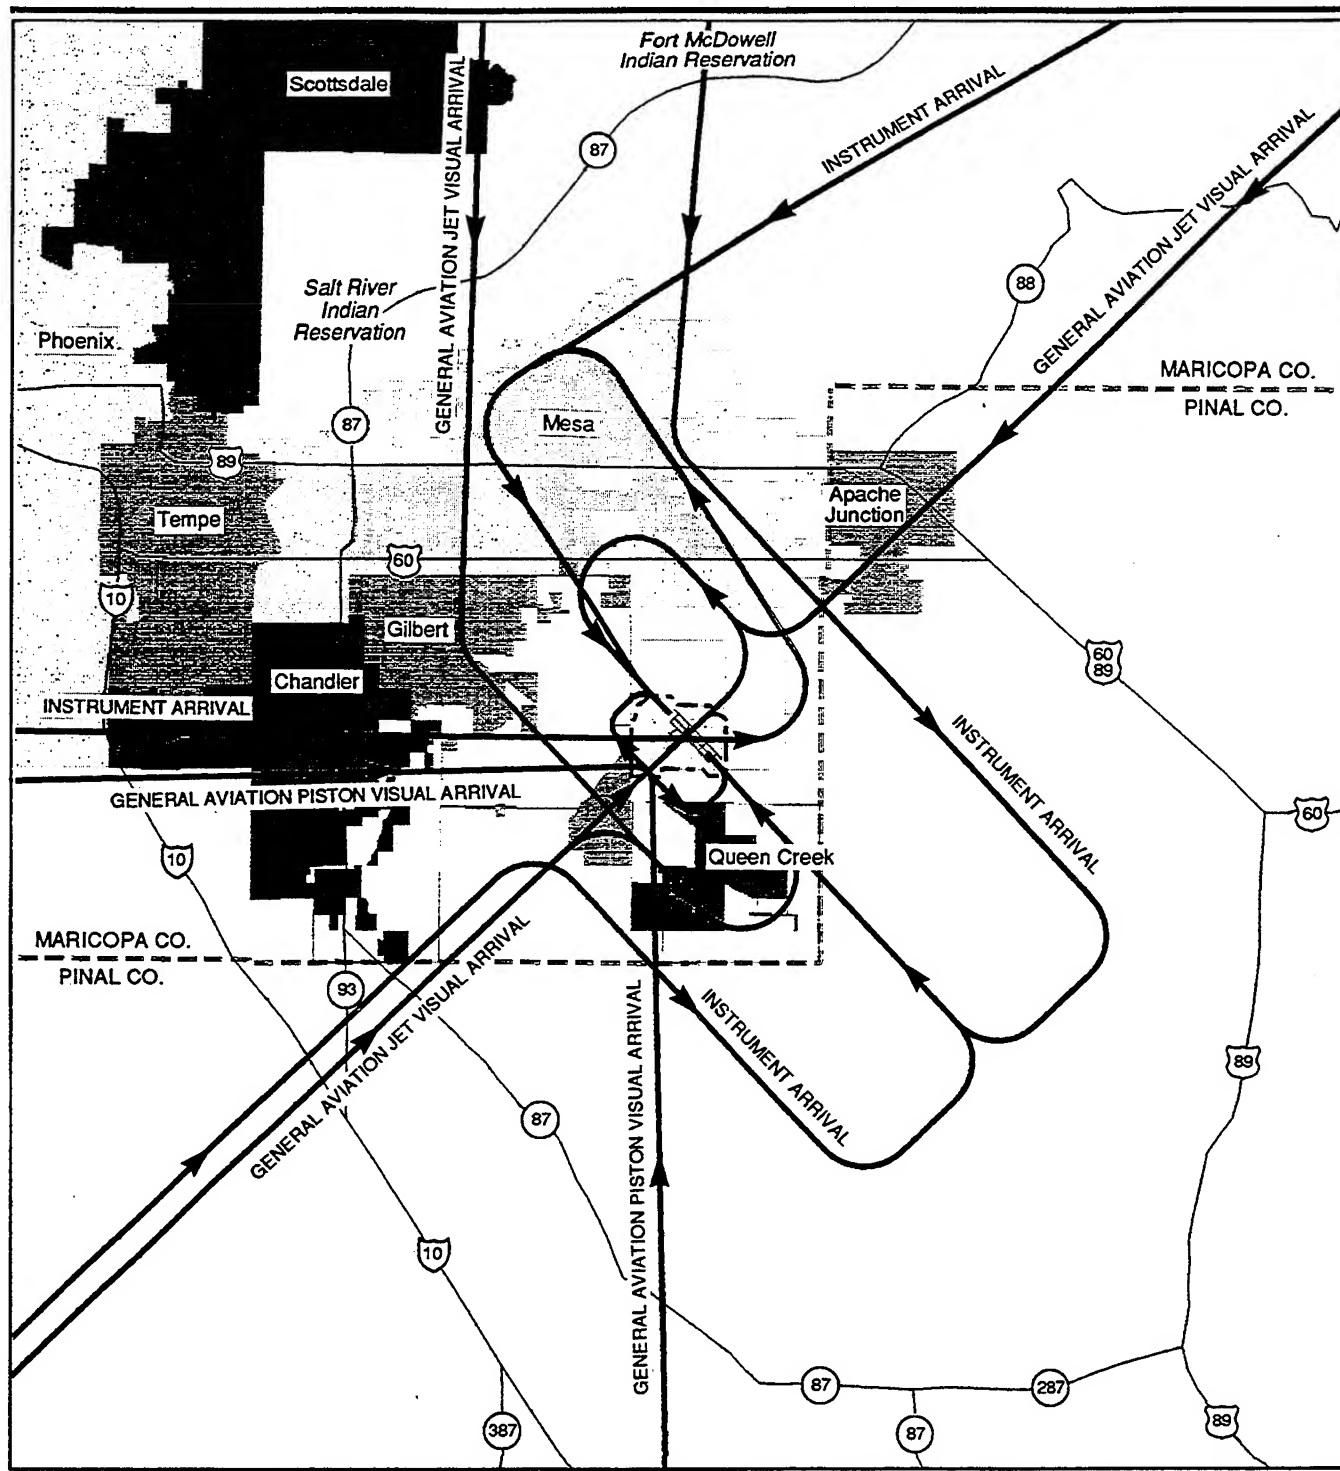 Fort McDowell
Indian Reservation
Scottsdale
GENERAL AVIATION JET VISUAL ARRIVAL
INSTRUMENT ARRIVAL
GENERAL AVIATION JET VISUAL ARRIVAL
87
88
Salt River
Indian
Reservation
Phoenix
MARICOPA CO.
PINAL CO.
87
Mesa
89
Apache
Junction
Tempe
60
10
Gilbert
60
89
Chandler
INSTRUMENT ARRIVAL
INSTRUMENT ARRIVAL
GENERAL AVIATION PISTON VISUAL ARRIVAL
60
10
Queen Creek
MARICOPA CO.
PINAL CO.
93
GENERAL AVIATION JET VISUAL ARRIVAL
INSTRUMENT ARRIVAL
GENERAL AVIATION PISTON VISUAL ARRIVAL
89
87
10
87
287
387
87
89